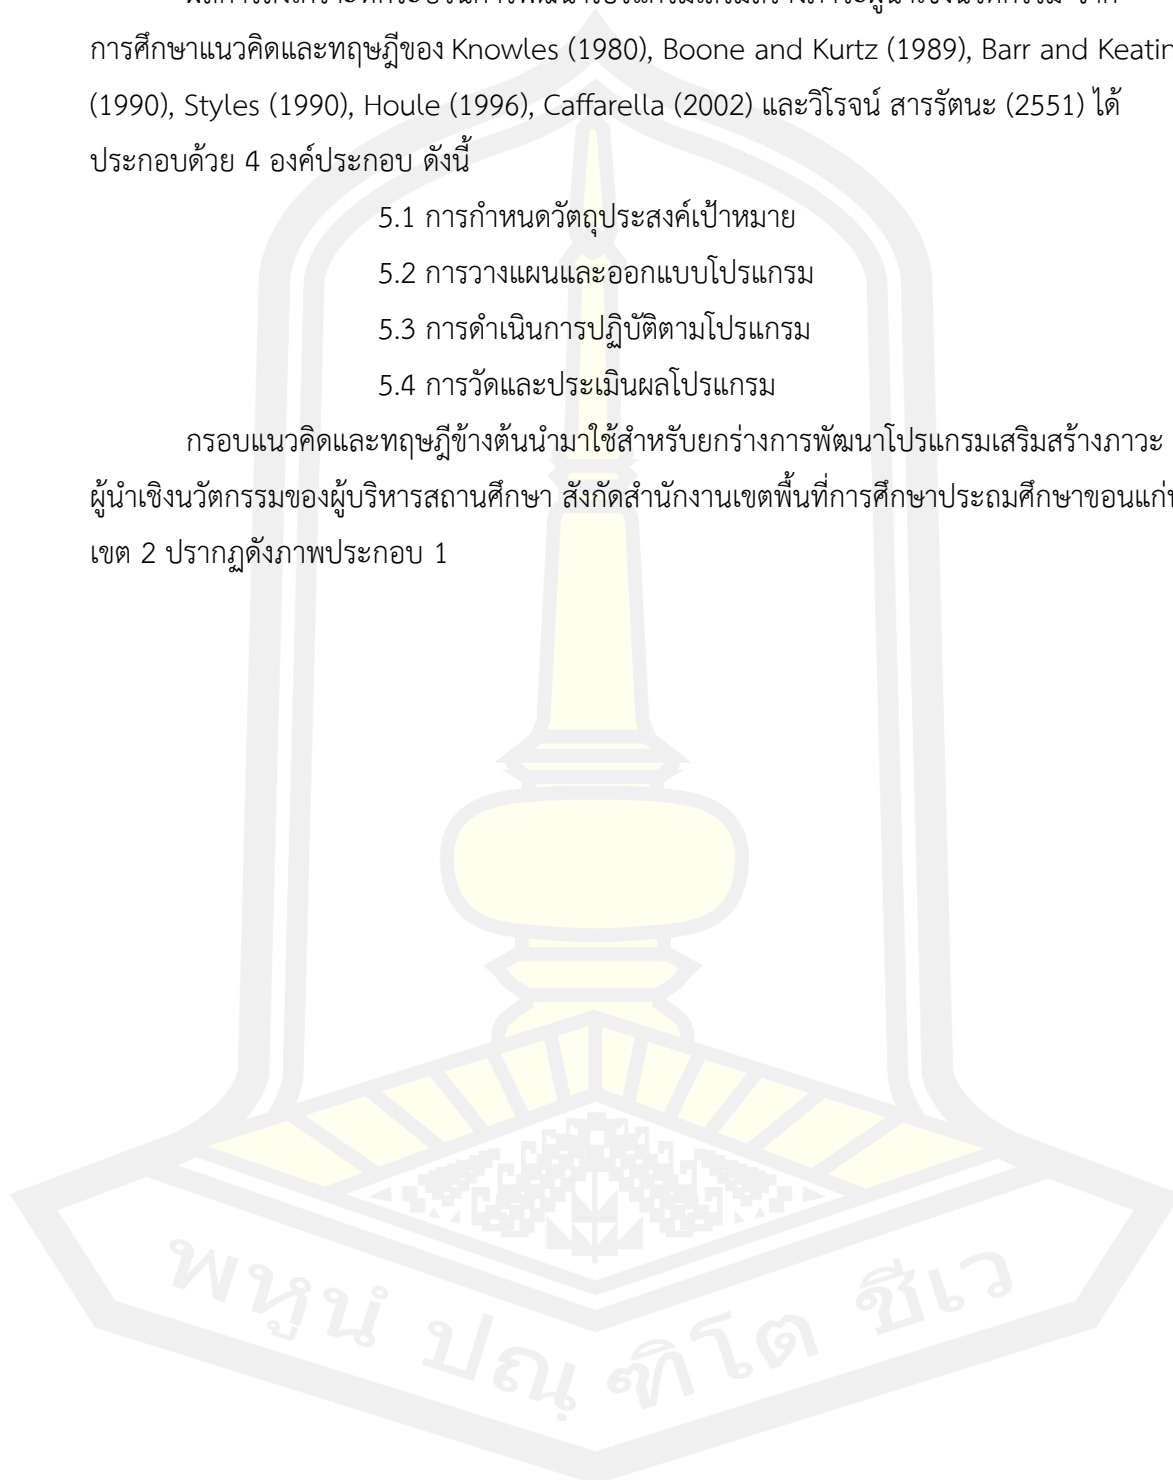 การศึกษาแนวคิดและทฤษฎีของ Knowles (1980), Boone and Kurtz (1989), Barr and
(1990), Styles (1990), Houle (1996), Caffarella (2002) และวิโรจน์ สารรัตนะ (2551) ได้
ประกอบด้วย 4 องค์ประกอบ ดังนี้
5.1 การกำหนดวัตถุประสงค์เป้าหมาย
5.2 การวางแผนและออกแบบโปรแกรม
5.3 การดำเนินการปฏิบัติตามโปรแกรม
5.4 การวัดและประเมินผลโปรแกรม
กรอบแนวคิดและทฤษฎีข้างต้นนำมาใช้สำหรับยกร่างการพัฒนาโปรแกรมเสริมสร้างภาวะ
ผู้นำเชิงนวัตกรรมของผู้บริหารสถานศึกษา สังกัดสำนักงานเขตพื้นที่การศึกษาประถมศึกษาขอนแก่น
เขต 2 ปรากฏดังภาพประกอบ 1
พหุนํ ปณฺ ฑิโต ชีเว